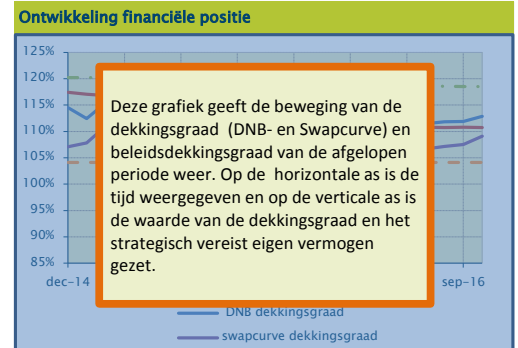 Ontwikkeling financiële positie
125%
120%
115%
110%
105%
100%
95%
90%
85%
Deze grafiek geeft de beweging van de
dekkingsgraad (DNB- en Swapcurve) en
beleidsdekkingsgraad van de afgelopen
periode weer. Op de horizontale as is de
tijd weergegeven en op de verticale as is
de waarde van de dekkingsgraad en het
strategisch vereist eigen vermogen
gezet.
dec-14
sep-16
DNB dekkingsgraad
swapcurve dekkingsgraad